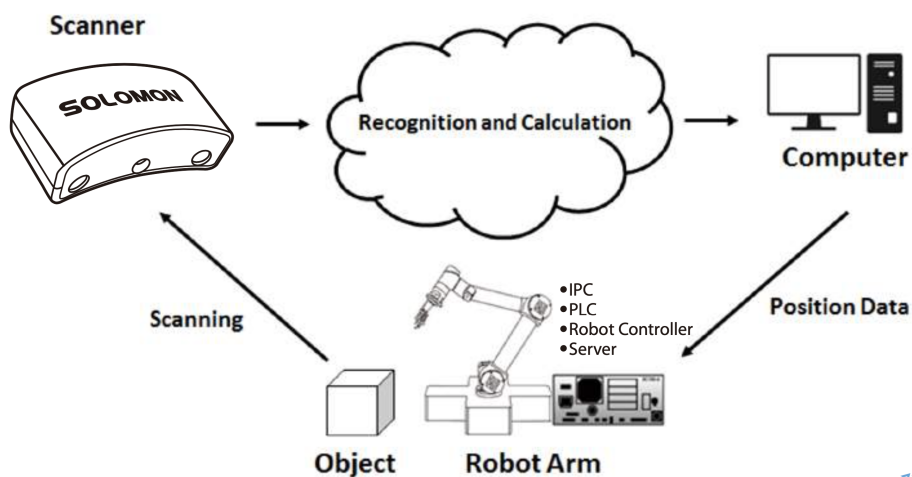 Scanner
SOLOMON
Recognition and Calculation
Computer
Scanning
•IPC
•PLC
•Robot Controller
•Server
Position Data
Object
Robot Arm